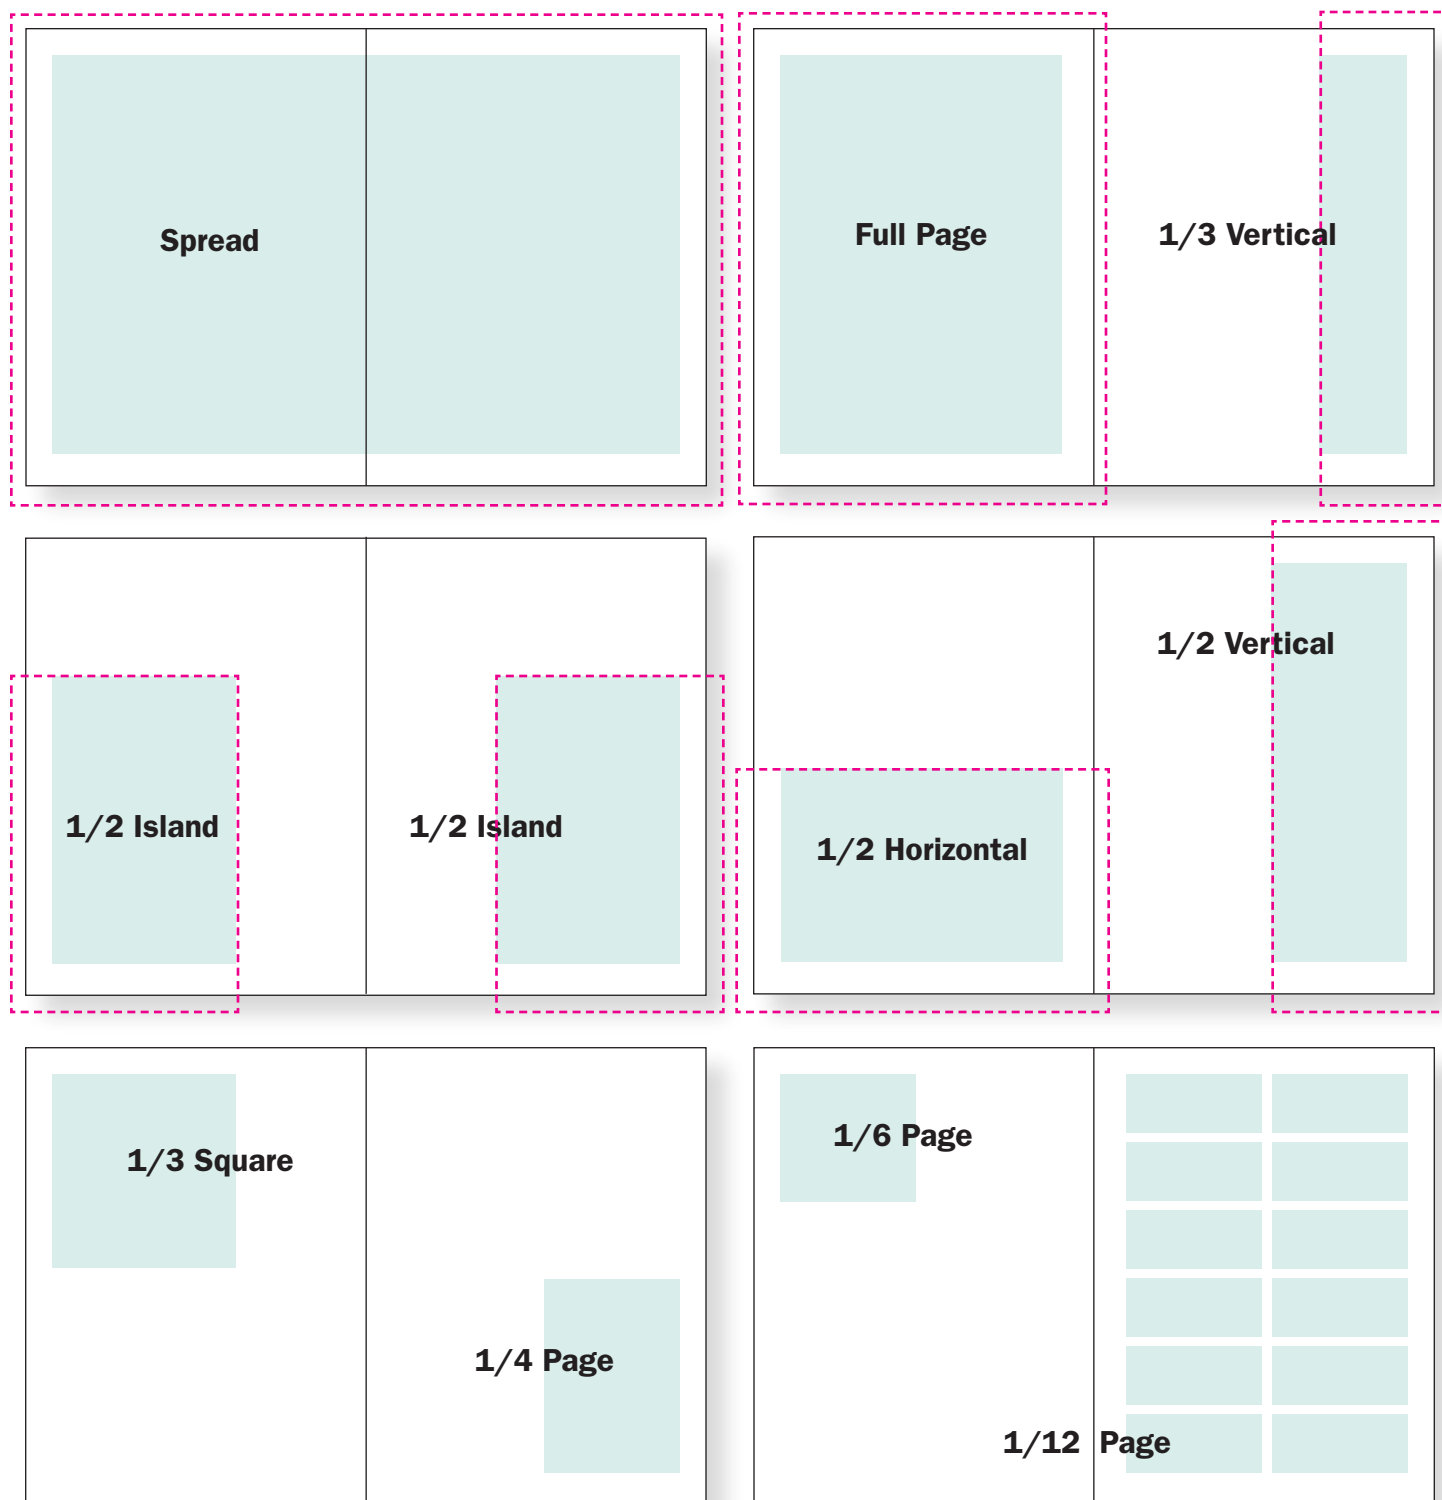 Spread
Full Page
1/3 Vertical
1/2 Island
1/2 Island
1/2 Horizontal
1/2 Vertical
1/3 Square
1/4 Page
1/6 Page
1/12 Page